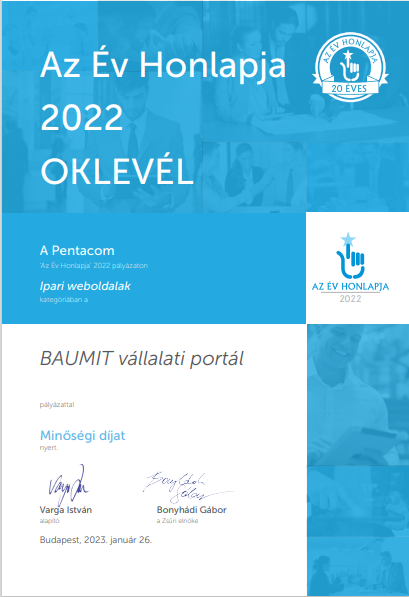 Az Év Honlapja
2022
OKLEVÉL
AZ ÉV HONLAPJA
20 ÉVES
A Pentacom
'Az Év Honlapja' 2022 pályázaton
Ipari weboldalak
kategóriában a
AZ ÉV HONLAPJA
2022
BAUMIT vállalati portál
pályázattal
Minőségi díjat
nyert.
Varga István
alapító
Bonyhádi Gábor
a Zsűri elnöke
Budapest, 2023. január 26.